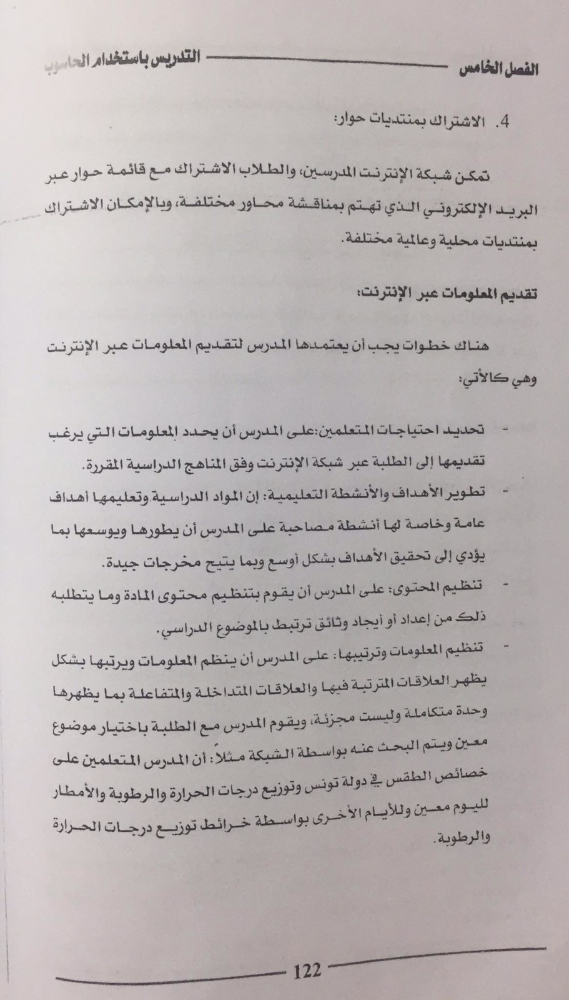 الفصل الخامس التدريس باستخدام الحاسوب
4. الاشتراك بمنتديات حوار:
تمكن شبكة الإنترنت المدرسين، والطلاب الاشتراك مع قائمة حوار عبر
البريد الإلكتروني الذي تهتم بمناقشة محاور مختلفة، وبالإمكان الاشتراك
بمنتديات محلية وعالمية مختلفة.
تقديم المعلومات عبر الإنترنت:
هناك خطوات يجب أن يعتمدها المدرس لتقديم المعلومات عبر الإنترنت
وهي كالأتي:
- تحديد احتياجات المتعلمين:على المدرس أن يحدد المعلومات التي يرغب
تقديمها إلى الطلبة عبر شبكة الإنترنت وفق المناهج الدراسية المقررة.
- تطوير الأهداف والأنشطة التعليمية: إن المواد الدراسية وتعليمها أهداف
عامة وخاصة لها أنشطة مصاحبة على المدرس أن يطورها ويوسعها بما
يؤدي إلى تحقيق الأهداف بشكل أوسع وبما يتيح مخرجات جيدة.
- تنظيم المحتوى: على المدرس أن يقوم بتنظيم محتوى المادة وما يتطلبه
ذلك من إعداد أو أيجاد وثائق ترتبط بالموضوع الدراسي.
- تنظيم المعلومات وترتيبها: على المدرس أن ينظم المعلومات ويرتبها بشكل
يظهر العلاقات المترتبة فيها والعلاقات المتداخلة والمتفاعلة بما يظهرها
وحدة متكاملة وليست مجزئة، ويقوم المدرس مع الطلبة باختيار موضوع
معين ويتم البحث عنه بواسطة الشبكة مثلاً: أن المدرس المتعلمين على
خصائص الطقس في دولة تونس وتوزيع درجات الحرارة والرطوبة والأمطار
لليوم معين وللأيام الأخرى بواسطة خرائط توزيع درجات الحرارة
والرطوبة.
122